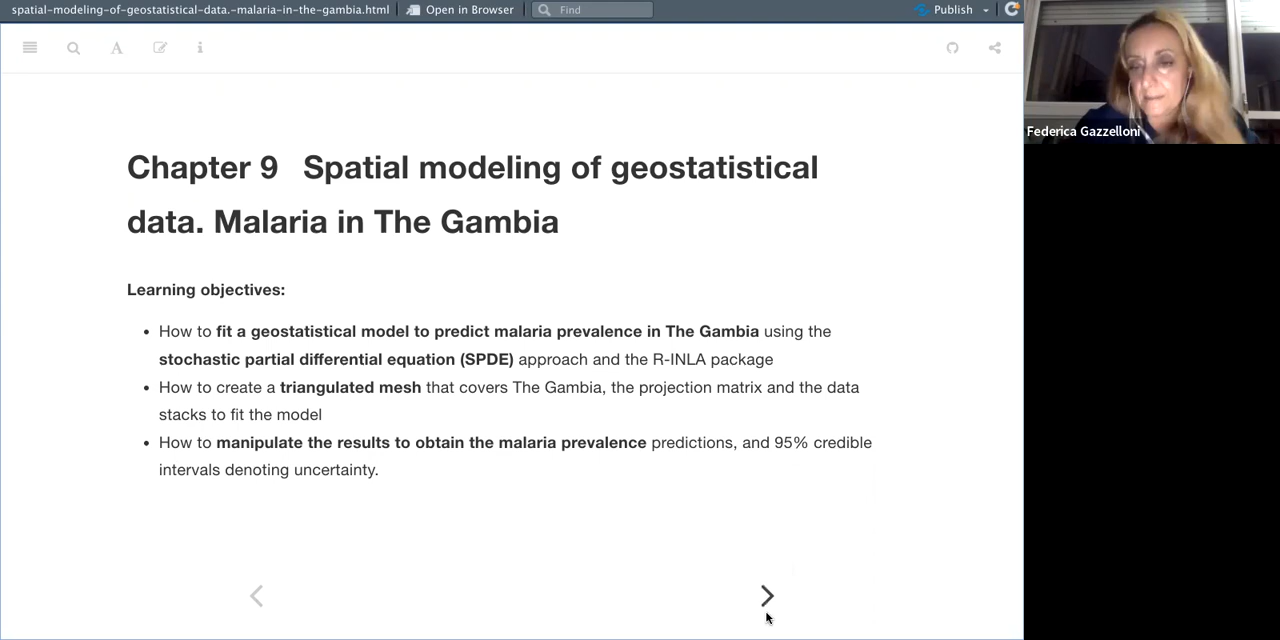 spatial-modeling-of-geostatistical-data.-malaria-in-the-gambia.html
Open in Browser
Find
Publish
Federica Gazzelloni
Chapter 9 Spatial modeling of geostatistical
data. Malaria in The Gambia
Learning objectives:
• How to fit a geostatistical model to predict malaria prevalence in The Gambia using the
stochastic partial differential equation (SPDE) approach and the R-INLA package
• How to create a triangulated mesh that covers The Gambia, the projection matrix and the data
stacks to fit the model
• How to manipulate the results to obtain the malaria prevalence predictions, and 95% credible
intervals denoting uncertainty.